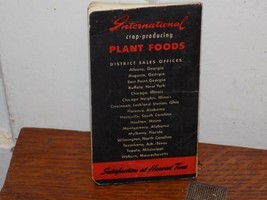 International
crop-producing
PLANT FOODS
DISTRICT SALES OFFICES
Albany, Georgia
Augusta, Georgia
East Point, Georgia
Buffalo, New York
Chicago, Illinois
Chicago Heights, Illinois
Cincinnati, Lockland Station, Ohio
Florence, Alabama
Hartsville, South Carolina
Houlton, Maine
Montgomery, Alabama
Mulberry, Florida
Wilmington, North Carolina
Texarkana, Ark.-Texas
Tupelo, Mississippi
Woburn, Massachusetts
Satisfaction at Harvest Time